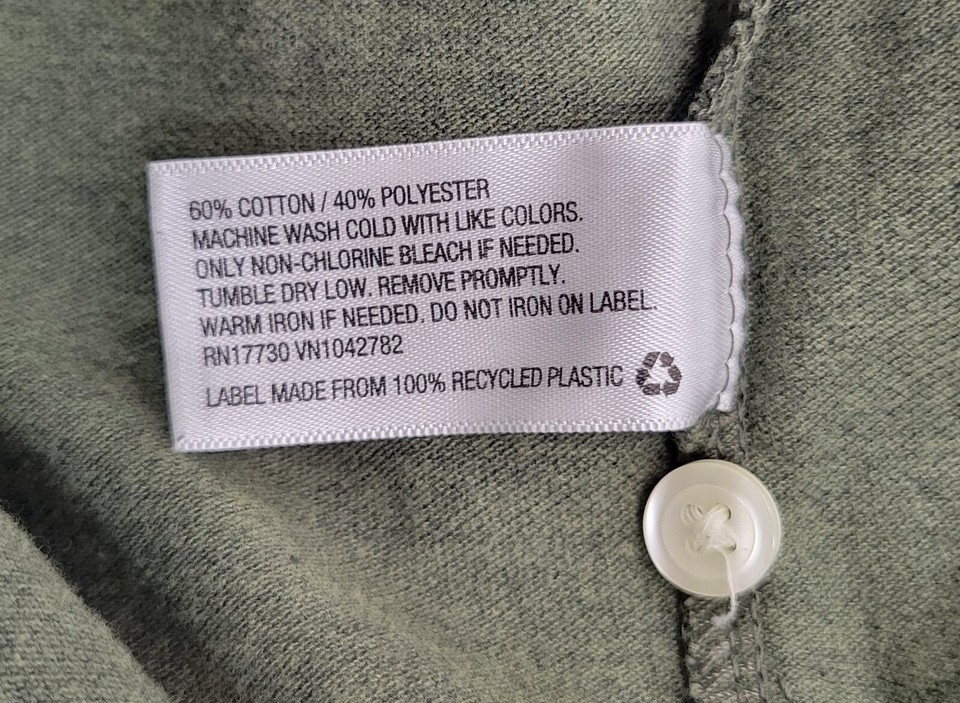 60% COTTON / 40% POLYESTER
MACHINE WASH COLD WITH LIKE COLORS.
ONLY NON-CHLORINE BLEACH IF NEEDED.
TUMBLE DRY LOW. REMOVE PROMPTLY.
WARM IRON IF NEEDED. DO NOT IRON ON LABEL.
RN17730 VN1042782
LABEL MADE FROM 100% RECYCLED PLASTIC